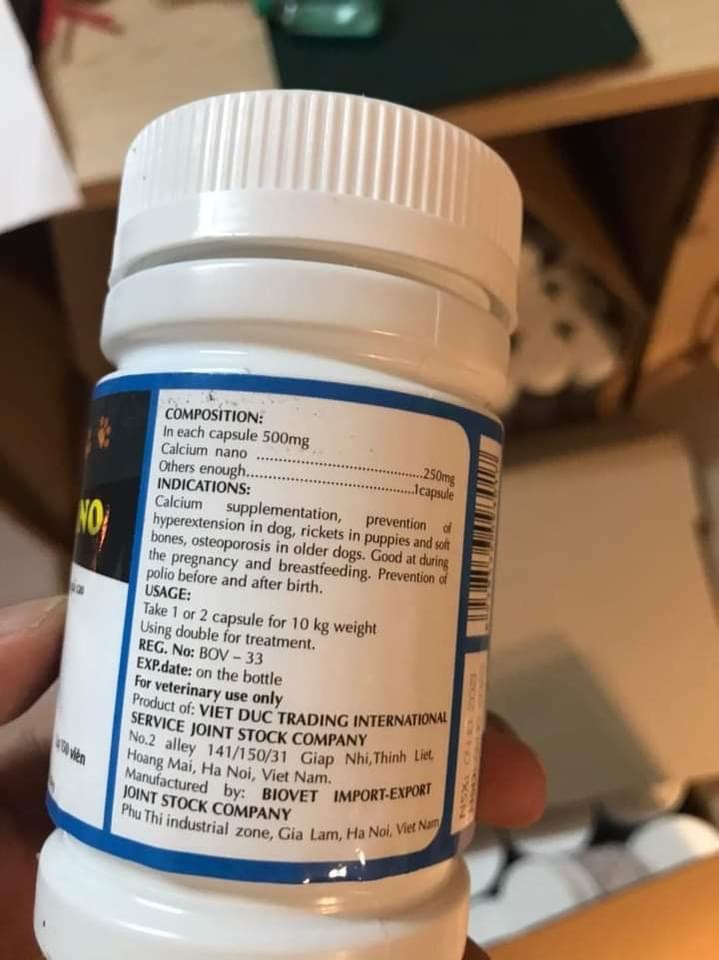 COMPOSITION:
In each capsule 500mg
Calcium nano ..............................250mg
Others enough..............................1capsule
INDICATIONS:
Calcium supplementation, prevention of
hyperextension in dog, rickets in puppies and soft
bones, osteoporosis in older dogs. Good at during
the pregnancy and breastfeeding. Prevention of
polio before and after birth.
USAGE:
Take 1 or 2 capsule for 10 kg weight
Using double for treatment.
REG. No: BOV – 33
EXP.date: on the bottle
For veterinary use only
Product of: VIET DUC TRADING INTERNATIONAL
SERVICE JOINT STOCK COMPANY
No.2 alley 141/150/31 Giap Nhi,Thinh Liet,
Hoang Mai, Ha Noi, Viet Nam.
Manufactured by: BIOVET IMPORT-EXPORT
JOINT STOCK COMPANY
Phu Thi industrial zone, Gia Lam, Ha Noi, Viet Nam
NO
150 viên